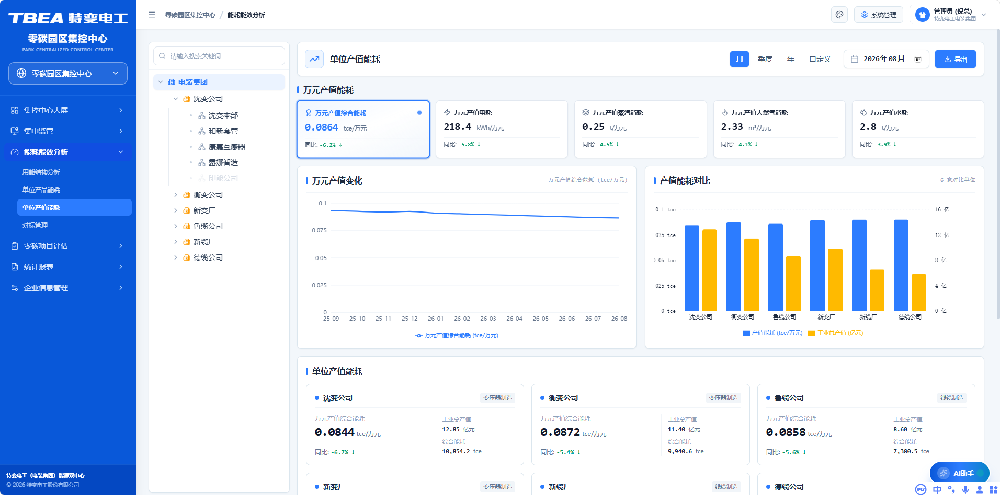 TBEA 特变电工
零碳园区集控中心
PARK CENTRALIZED CONTROL CENTER
零碳园区集控中心
集控中心大屏
集中监管
能耗能效分析
用能结构分析
单位产品能耗
单位产值能耗
对标管理
零碳项目评估
统计报表
企业信息管理
特变电工（电装集团）能源双中心
© 2026 特变电工股份有限公司
零碳园区集控中心 / 能耗能效分析
系统管理
管
管理员 (倪总)
特变电工电装集团
请输入搜索关键词
电装集团
沈变公司
沈变本部
和新套管
康嘉互感器
露娜智造
印能公司
衡变公司
新变厂
鲁缆公司
新缆厂
德缆公司
单位产值能耗
月 季度 年 自定义 2026年08月 导出
万元产值能耗
万元产值综合能耗
0.0864 tce/万元
同比: -6.2% ↓
万元产值电耗
218.4 kWh/万元
同比: -5.8% ↓
万元产值蒸汽消耗
0.25 t/万元
同比: -4.5% ↓
万元产值天然气消耗
2.33 m³/万元
同比: -4.1% ↓
万元产值水耗
2.8 t/万元
同比: -3.9% ↓
万元产值变化
万元产值综合能耗 (tce/万元)
0.1
0.075
0.05
0.025
0
25-09 25-10 25-11 25-12 26-01 26-02 26-03 26-04 26-05 26-06 26-07 26-08
万元产值综合能耗 (tce/万元)
产值能耗对比
6 家对比单位
0.1 tce 16 亿
075 tce 12 亿
0.05 tce 8 亿
025 tce 4 亿
0 tce 0 亿
沈变公司 衡变公司 鲁缆公司 新变厂 新缆厂 德缆公司
产值能耗 (tce/万元) 工业总产值 (亿元)
单位产值能耗
沈变公司 变压器制造
万元产值综合能耗
0.0844 tce/万元
同比: -6.7% ↓
工业总产值
12.85 亿元
综合能耗
10,854.2 tce
衡变公司 变压器制造
万元产值综合能耗
0.0872 tce/万元
同比: -5.4% ↓
工业总产值
11.40 亿元
综合能耗
9,940.6 tce
鲁缆公司 线缆制造
万元产值综合能耗
0.0858 tce/万元
同比: -5.6% ↓
工业总产值
8.60 亿元
综合能耗
7,380.5 tce
新变厂 变压器制造
新缆厂 线缆制造
德缆公司
AI助手
iFLY 中